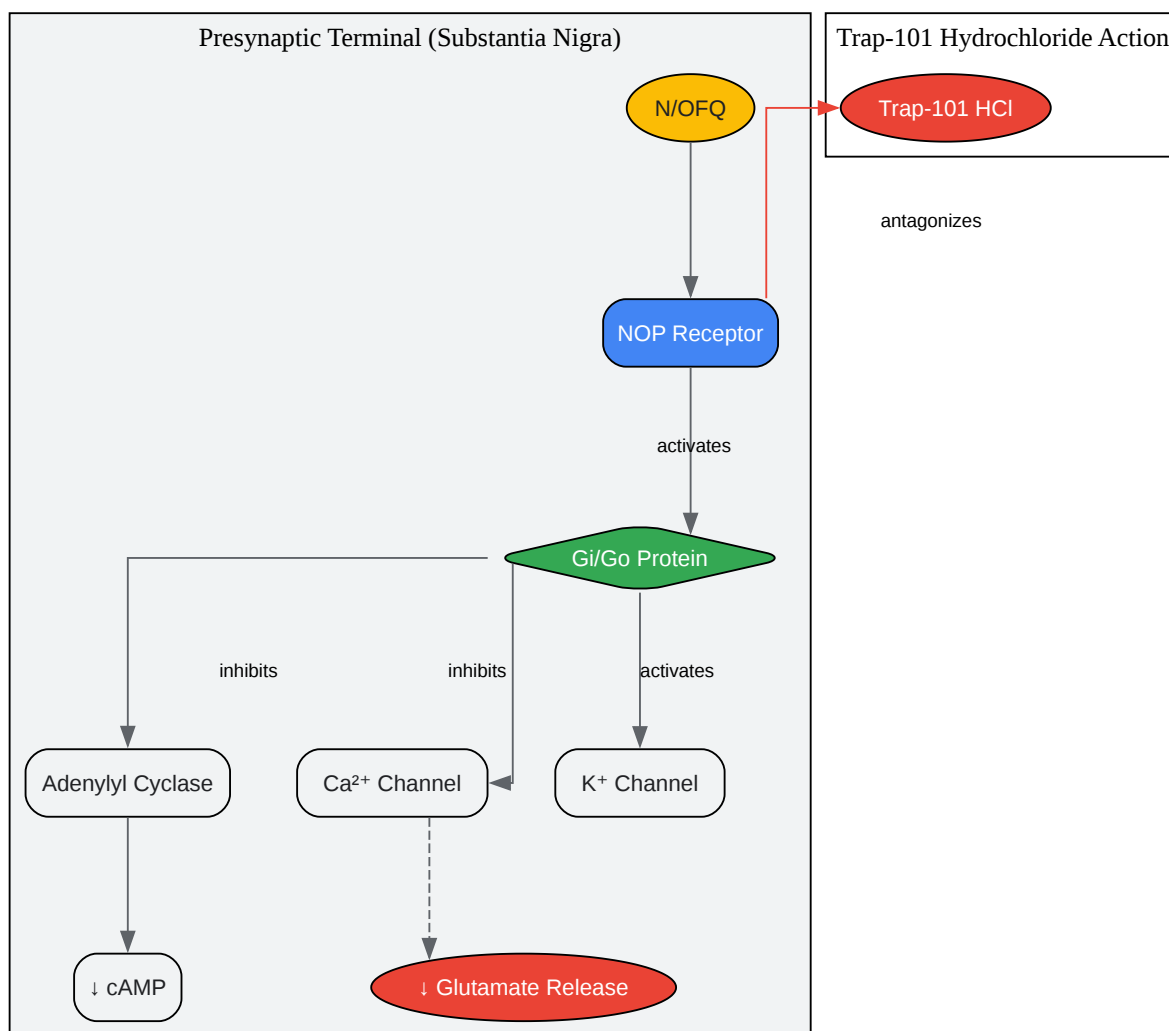 Presynaptic Terminal (Substantia Nigra)
Trap-101 Hydrochloride Action
N/OFQ
Trap-101 HCl
antagonizes
NOP Receptor
activates
Gi/Go Protein
inhibits
inhibits
activates
Adenylyl Cyclase
Ca²⁺ Channel
K⁺ Channel
↓ cAMP
↓ Glutamate Release